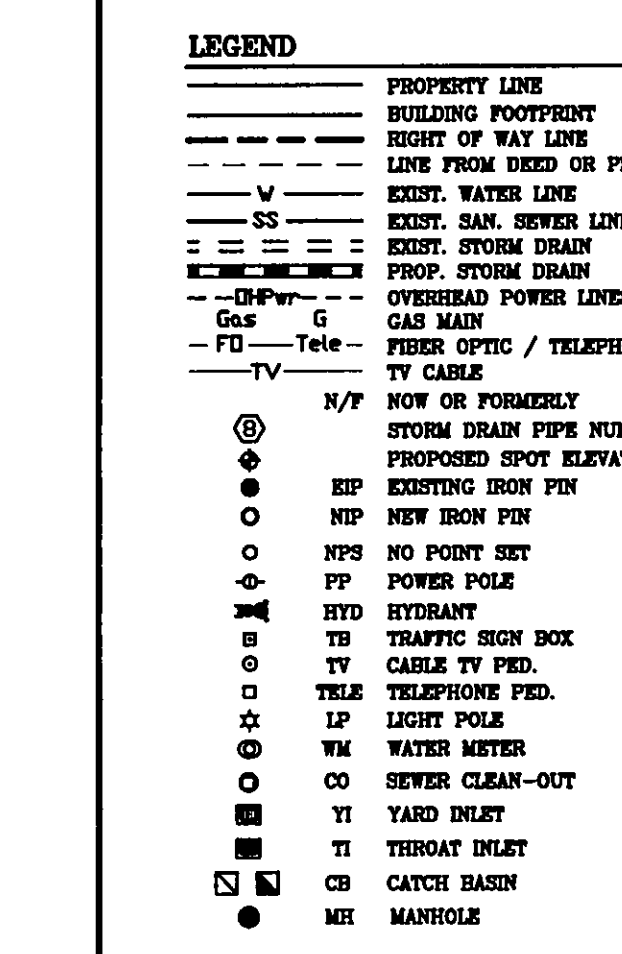 LEGEND
PROPERTY LINE
BUILDING FOOTPRINT
RIGHT OF WAY LINE
LINE FROM DEED OR
W EXIST. WATER LINE
SS EXIST. SAN. SEWER LINE
EXIST. STORM DRAIN
PROP. STORM DRAIN
OHPwr OVERHEAD POWER LINES
Gas G GAS MAIN
FO Tele FIBER OPTIC / TELEPH
TV TV CABLE
N/F NOW OR FORMERLY
8 STORM DRAIN PIPE
PROPOSED SPOT ELEVAT
EIP EXISTING IRON PIN
NIP NEW IRON PIN
NPS NO POINT SET
PP POWER POLE
HYD HYDRANT
TB TRAFFIC SIGN BOX
TV CABLE TV PED.
TELE TELEPHONE PED.
LP LIGHT POLE
WM WATER METER
CO SEWER CLEAN-OUT
YI YARD INLET
TI THROAT INLET
CB CATCH BASIN
MH MANHOLE